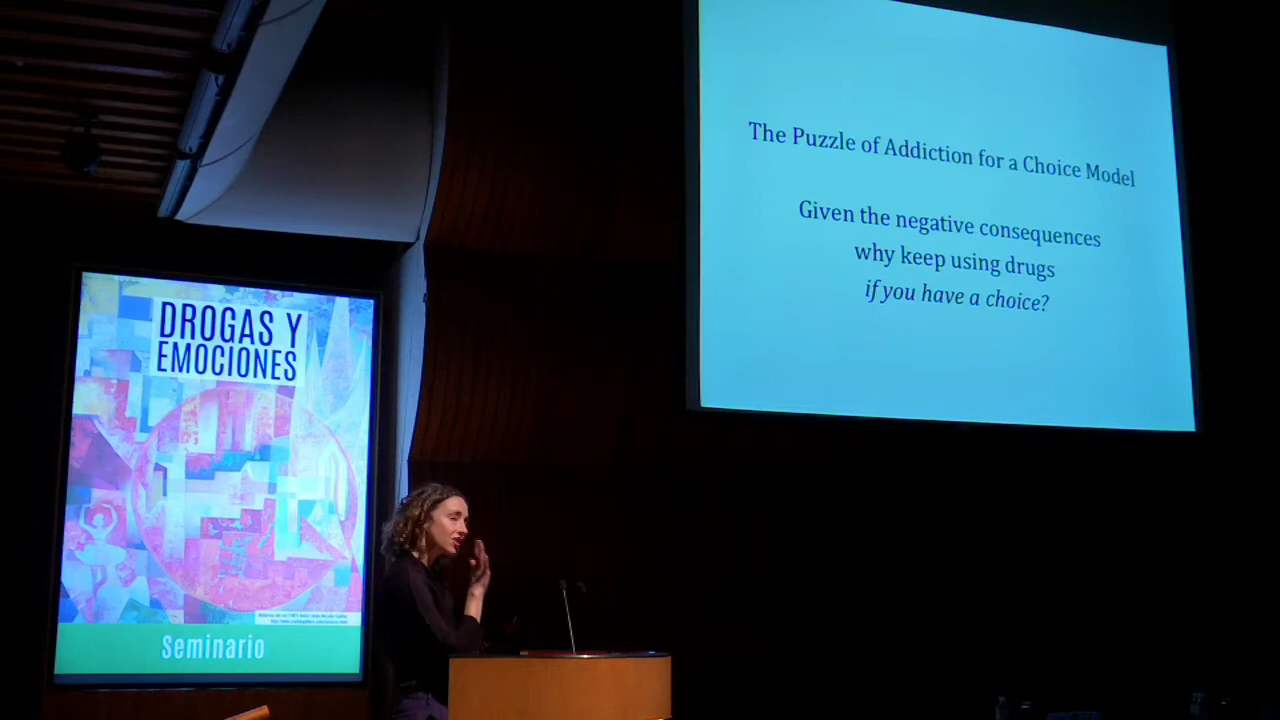 The Puzzle of Addiction for a Choice Model
Given the negative consequences
why keep using drugs
if you have a choice?
DROGAS Y
EMOCIONES
Seminario